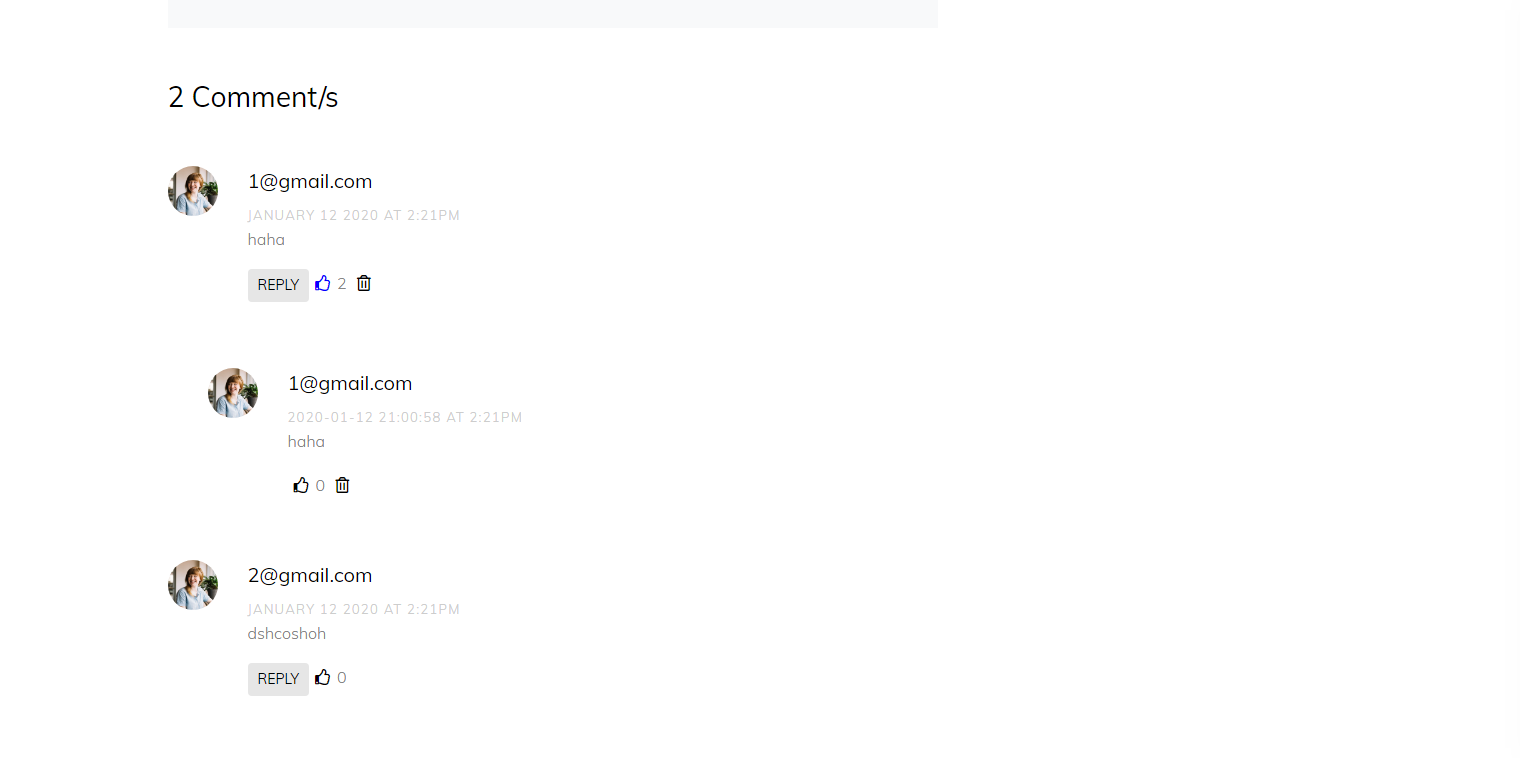 2 Comment/s
1@gmail.com
JANUARY 12 2020 AT 2:21PM
haha
REPLY 2
1@gmail.com
2020-01-12 21:00:58 AT 2:21PM
haha
0
2@gmail.com
JANUARY 12 2020 AT 2:21PM
dshcoshoh
REPLY 0